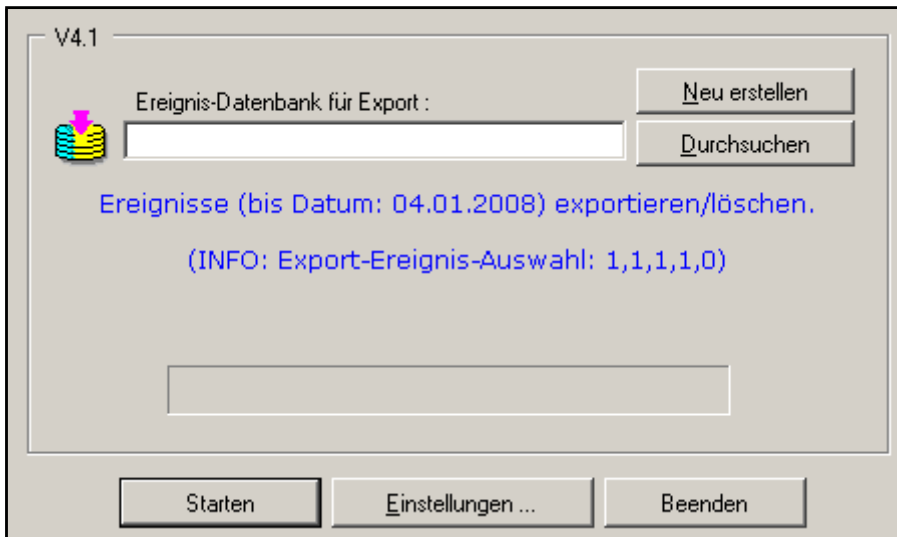 V4.1
Ereignis-Datenbank für Export :
Neu erstellen
Durchsuchen
Ereignisse (bis Datum: 04.01.2008) exportieren/löschen.
(INFO: Export-Ereignis-Auswahl: 1,1,1,1,0)
Starten
Einstellungen ...
Beenden